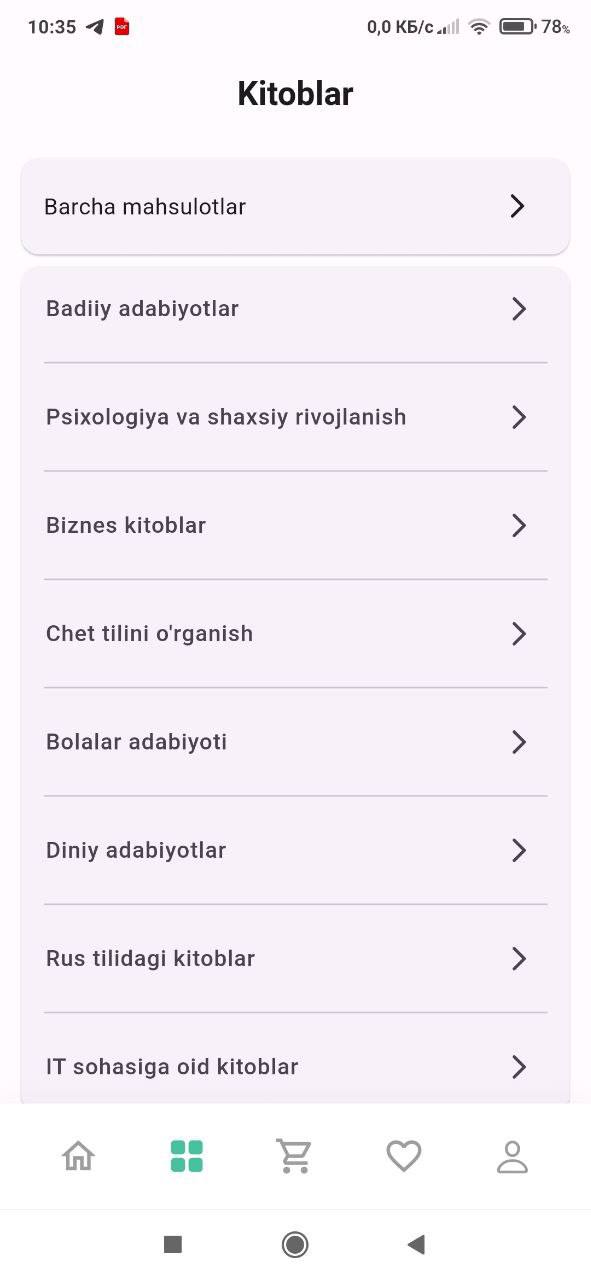 10:35
0,0 КБ/с
78%
Kitoblar
Barcha mahsulotlar
Badiiy adabiyotlar
Psixologiya va shaxsiy rivojlanish
Biznes kitoblar
Chet tilini o'rganish
Bolalar adabiyoti
Diniy adabiyotlar
Rus tilidagi kitoblar
IT sohasiga oid kitoblar